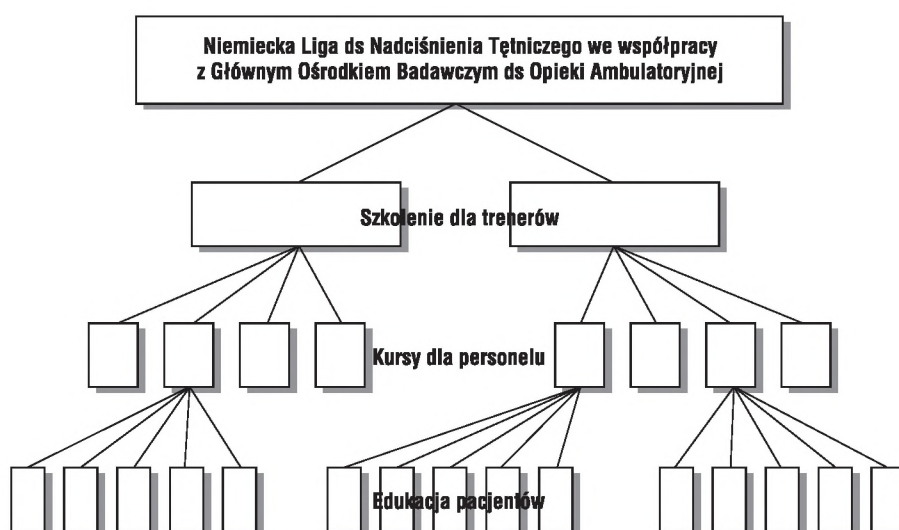 Niemiecka Liga ds Nadciśnienia Tętniczego we współpracy
z Głównym Ośrodkiem Badawczym ds Opieki Ambulatoryjnej
Szkolenie dla trenerów
Kursy dla personelu
Edukacja pacjentów